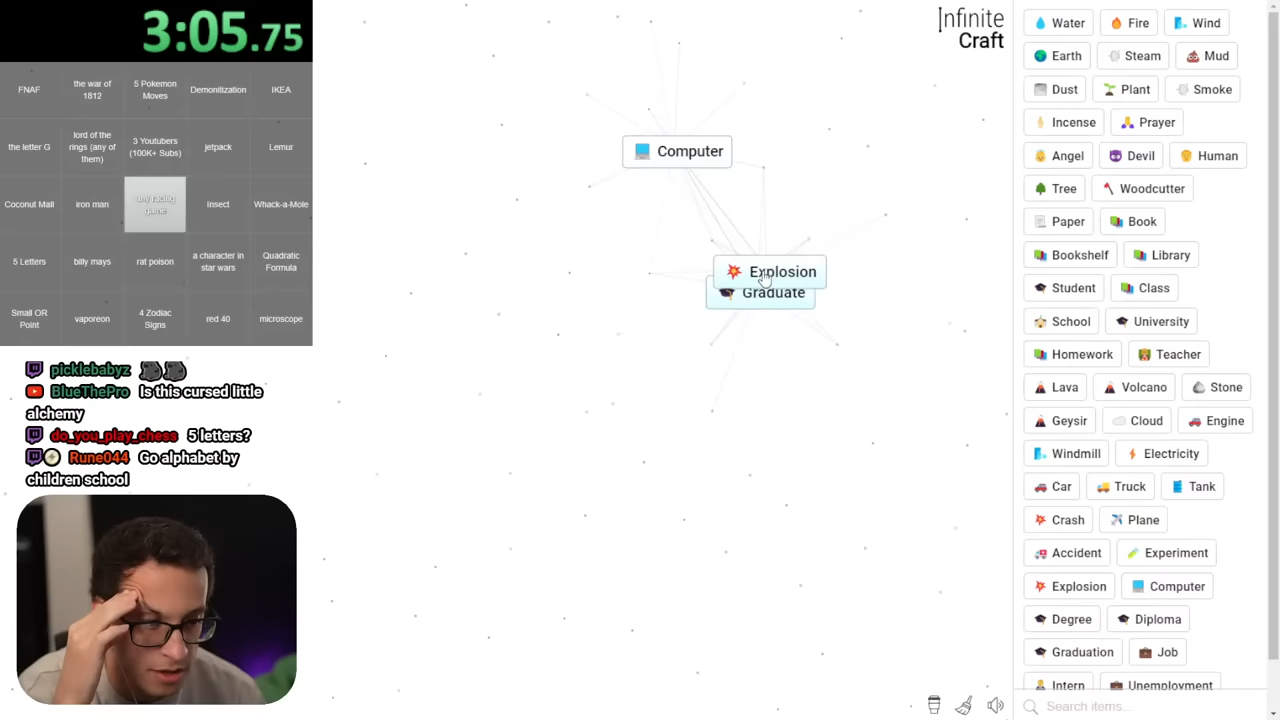 3:05.75
FNAF
the war of
1812
5 Pokemon
Moves
Demonitization
IKEA
the letter G
lord of the
rings (any of
them)
3 Youtubers
(100K+ Subs)
jetpack
Lemur
Coconut Mall
iron man
any racing
game
Insect
Whack-a-Mole
5 Letters
billy mays
rat poison
a character in
star wars
Quadratic
Formula
Small OR
Point
vaporeon
4 Zodiac
Signs
red 40
microscope
picklebabyz
BlueThePro Is this cursed little
alchemy
do_you_play_chess 5 letters?
Rune044 Go alphabet by
children school
Computer
Explosion
Graduate
Infinite
Craft
Water Fire Wind
Earth Steam Mud
Dust Plant Smoke
Incense Prayer
Angel Devil Human
Tree Woodcutter
Paper Book
Bookshelf Library
Student Class
School University
Homework Teacher
Lava Volcano Stone
Geysir Cloud Engine
Windmill Electricity
Car Truck Tank
Crash Plane
Accident Experiment
Explosion Computer
Degree Diploma
Graduation Job
Intern Unemployment
Search items...